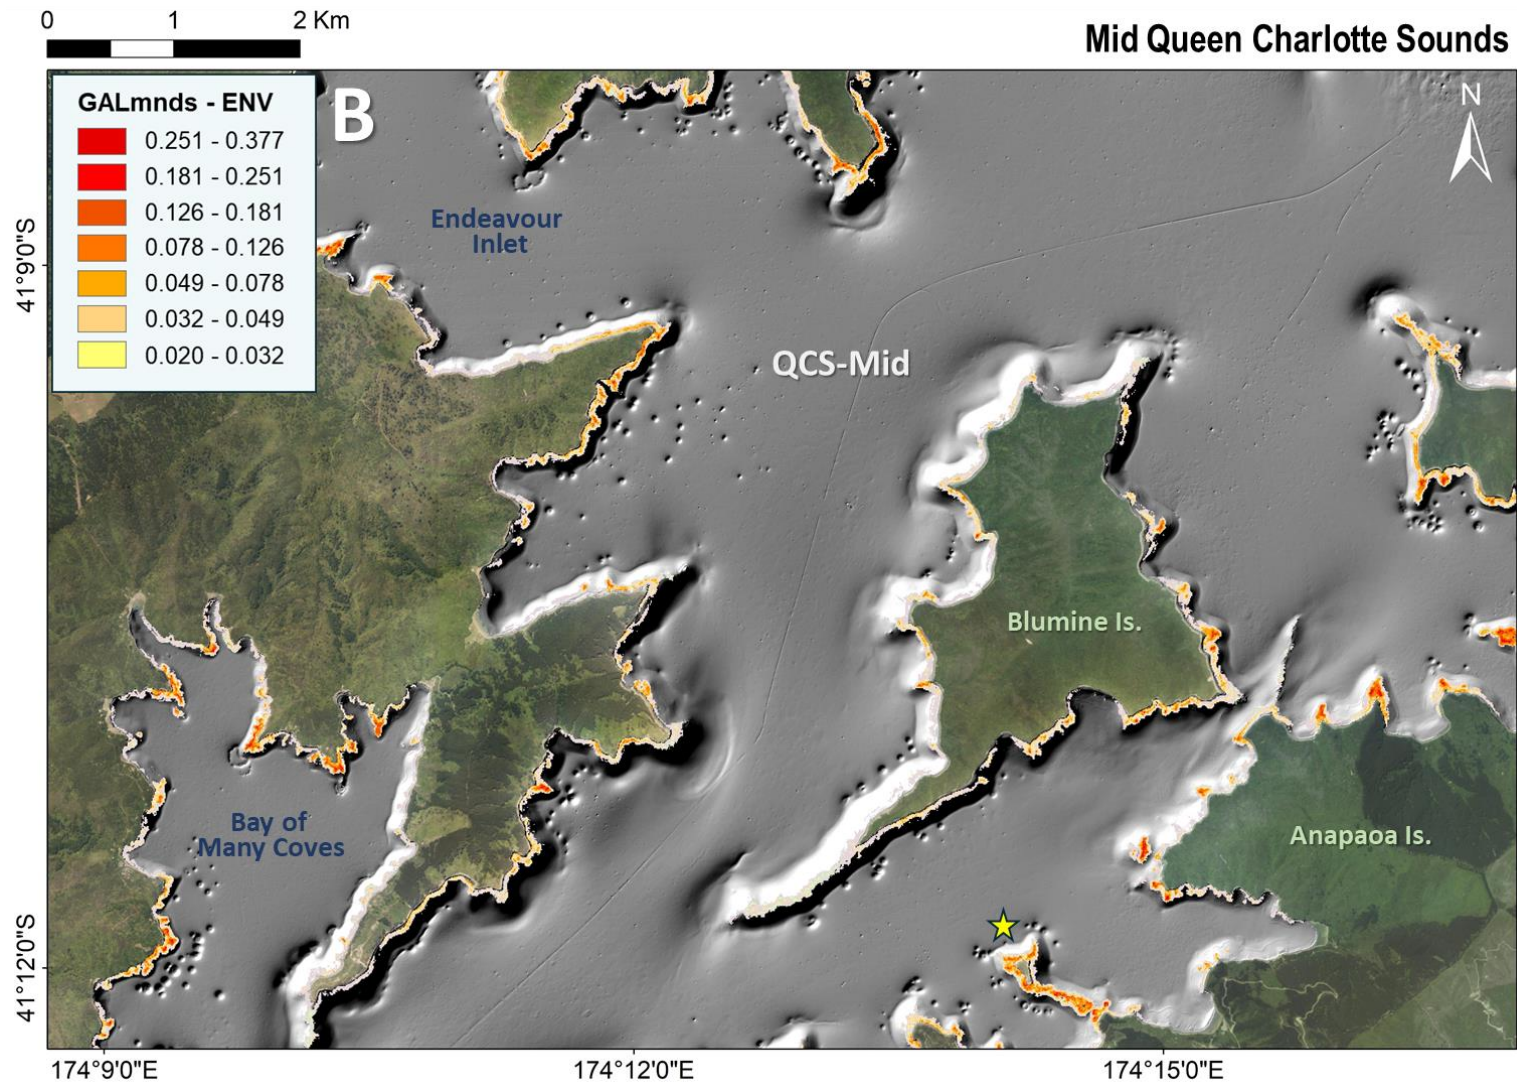 0 1 2 Km
Mid Queen Charlotte Sounds
GALmnds - ENV
0.251 - 0.377
0.181 - 0.251
0.126 - 0.181
0.078 - 0.126
0.049 - 0.078
0.032 - 0.049
0.020 - 0.032
B
N
Endeavour
Inlet
41°9'0"S
QCS-Mid
Blumine Is.
Bay of
Many Coves
Anapaoa Is.
41°12'0"S
174°9'0"E 174°12'0"E 174°15'0"E